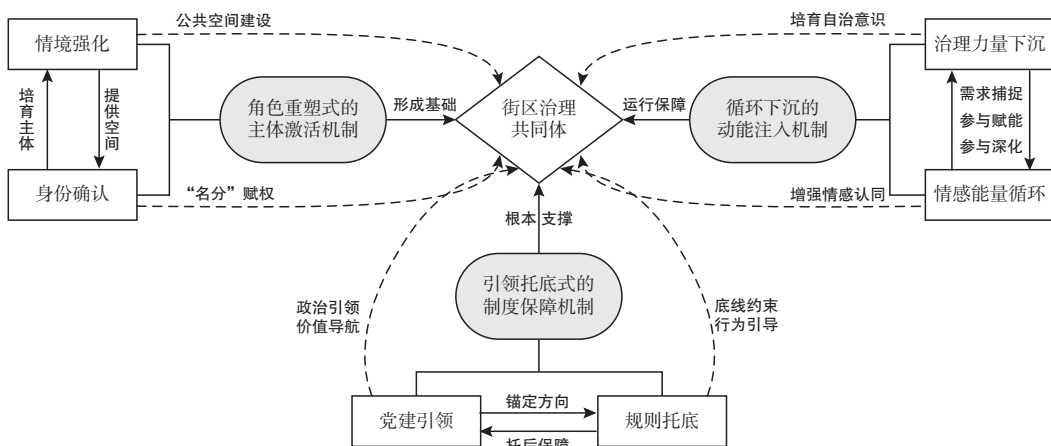 公共空间建设
培育自治意识
情境强化
治理力量下沉
培育主体
提供空间
角色重塑式的
主体激活机制
形成基础
街区治理
共同体
运行保障
循环下沉的
动能注入机制
需求捕捉
参与赋能
参与深化
身份确认
“名分”赋权
增强情感认同
情感能量循环
根本 支撑
引领托底式的
制度保障机制
政治引领
价值导航
底线约束
行为引导
党建引领
锚定方向
规则托底
托后保障